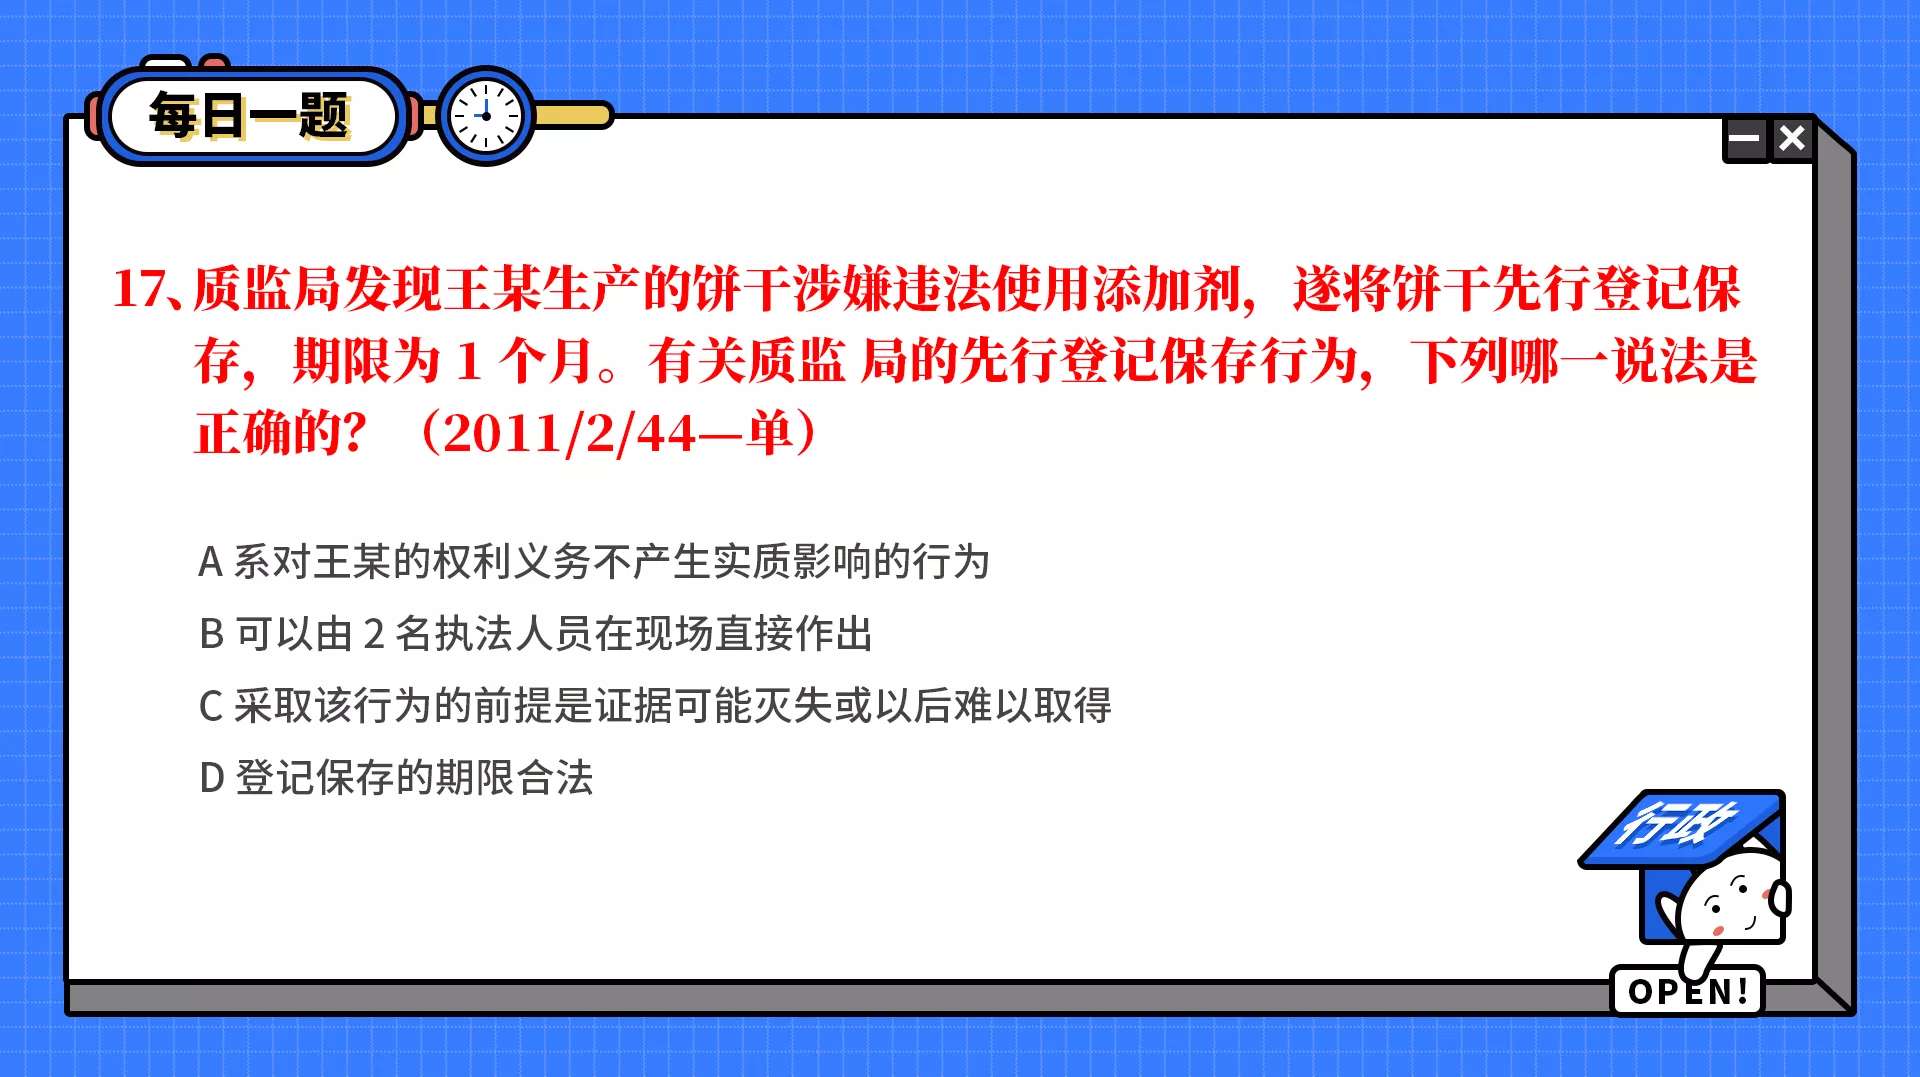 每日一题
17、质监局发现王某生产的饼干涉嫌违法使用添加剂，遂将饼干先行登记保
存，期限为 1 个月。有关质监 局的先行登记保存行为，下列哪一说法是
正确的？（2011/2/44—单）
A 系对王某的权利义务不产生实质影响的行为
B 可以由 2 名执法人员在现场直接作出
C 采取该行为的前提是证据可能灭失或以后难以取得
D 登记保存的期限合法
行政
OPEN!